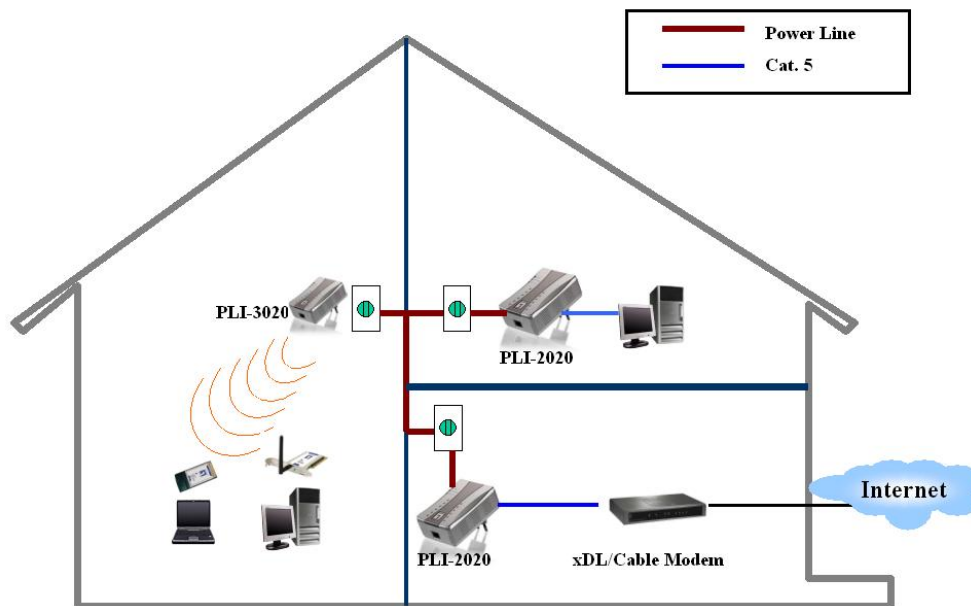 Power Line
Cat. 5
PLI-3020
PLI-2020
Internet
PLI-2020
xDL/Cable Modem